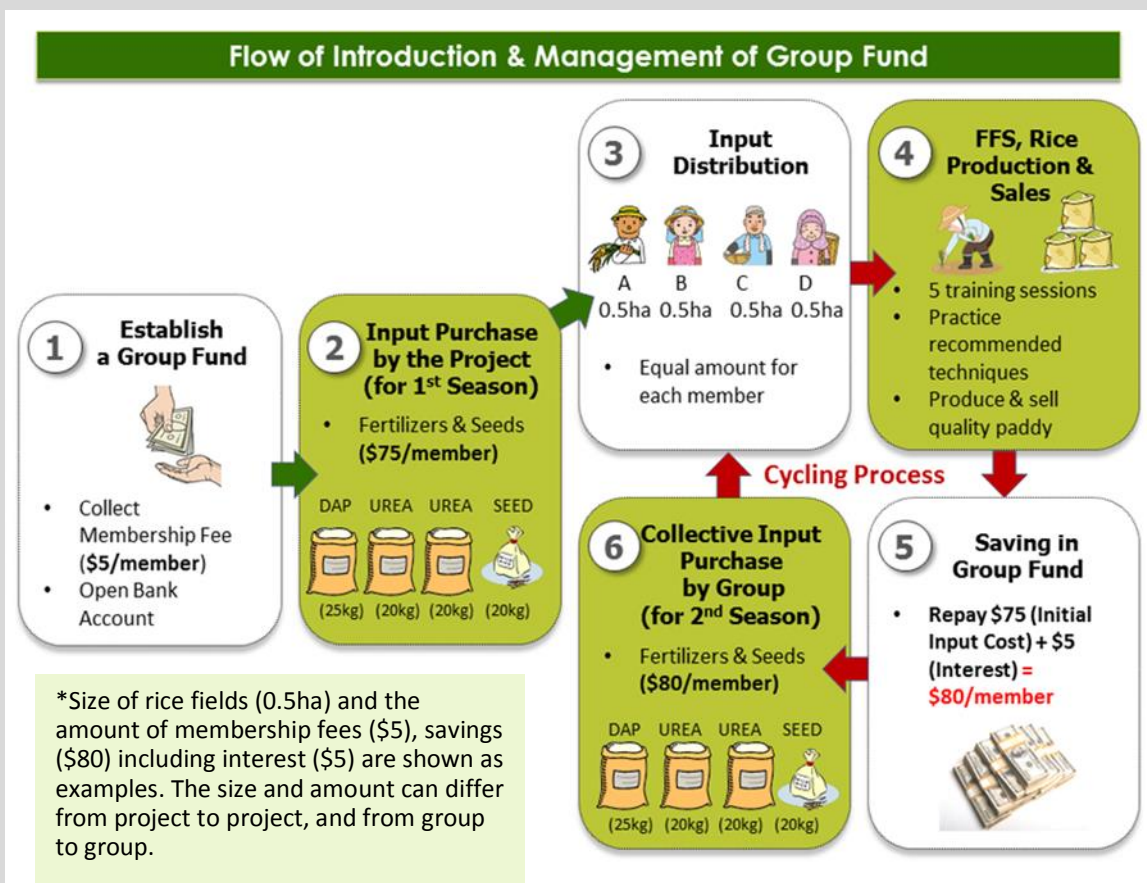 Flow of Introduction & Management of Group Fund
1
Establish
a Group Fund
• Collect
Membership Fee
($5/member)
• Open Bank
Account
2
Input Purchase
by the Project
(for 1st Season)
• Fertilizers & Seeds
($75/member)
DAP UREA UREA SEED
(25kg) (20kg) (20kg) (20kg)
3
Input
Distribution
A B C D
0.5ha 0.5ha 0.5ha 0.5ha
• Equal amount for
each member
4
FFS, Rice
Production &
Sales
• 5 training sessions
• Practice
recommended
techniques
• Produce & sell
quality paddy
Cycling Process
5
Saving in
Group Fund
• Repay $75 (Initial
Input Cost) + $5
(Interest) =
$80/member
6
Collective Input
Purchase
by Group
(for 2nd Season)
• Fertilizers & Seeds
($80/member)
DAP UREA UREA SEED
(25kg) (20kg) (20kg) (20kg)
*Size of rice fields (0.5ha) and the
amount of membership fees ($5), savings
($80) including interest ($5) are shown as
examples. The size and amount can differ
from project to project, and from group
to group.